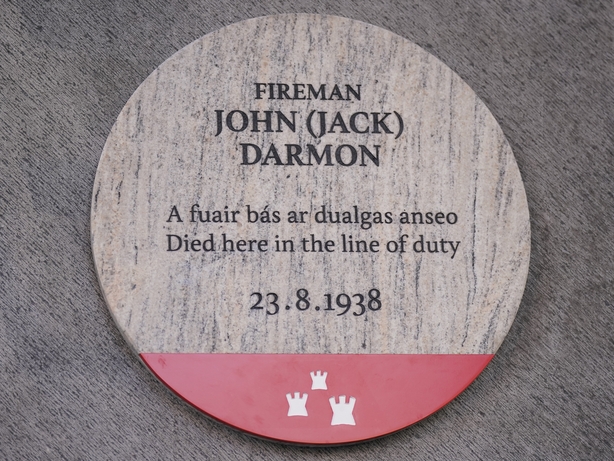 FIREMAN
JOHN (JACK)
DARMON
A fuair bás ar dualgas anseo
Died here in the line of duty
23.8.1938